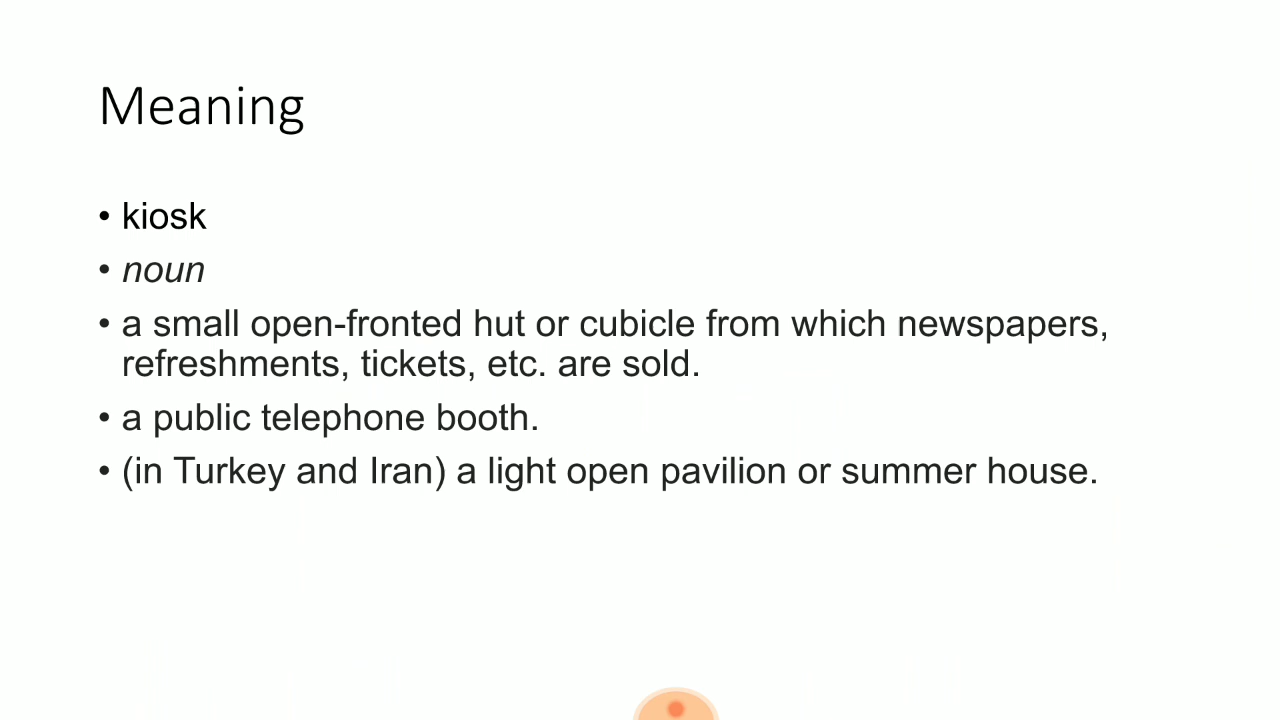 Meaning
• kiosk
• noun
• a small open-fronted hut or cubicle from which newspapers,
refreshments, tickets, etc. are sold.
• a public telephone booth.
• (in Turkey and Iran) a light open pavilion or summer house.